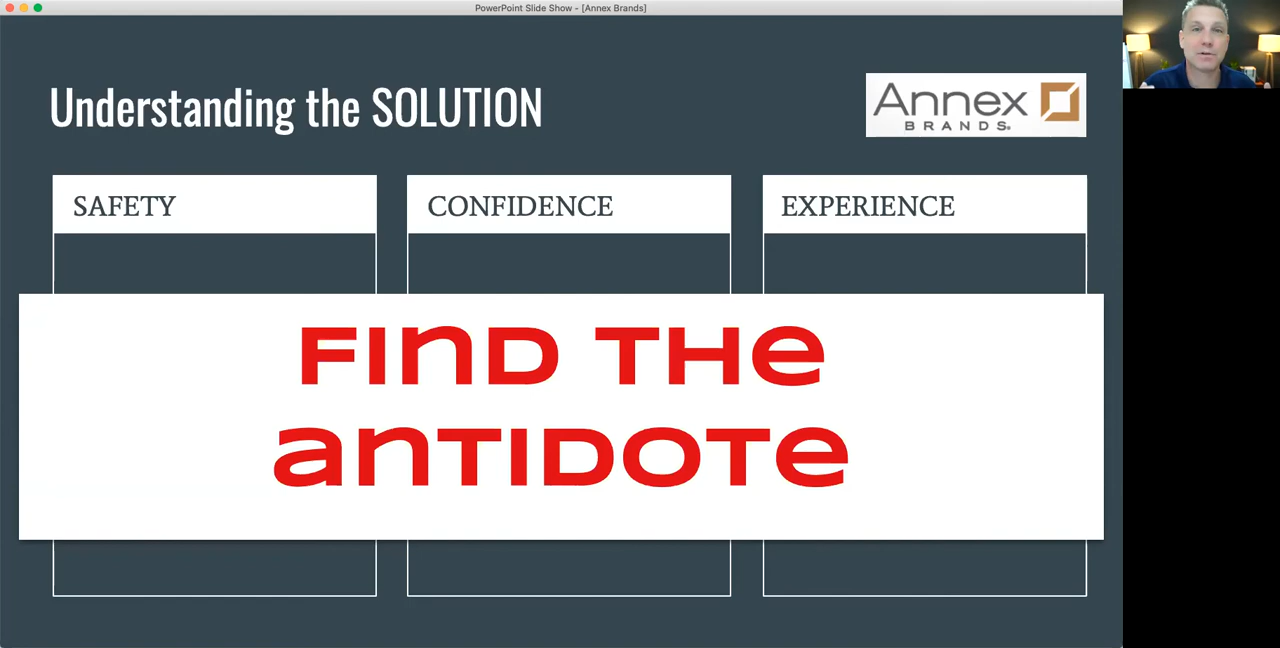 PowerPoint Slide Show - [Annex Brands]
Understanding the SOLUTION
Annex
BRANDS®
SAFETY
CONFIDENCE
EXPERIENCE
FIND THE
ANTIDOTE